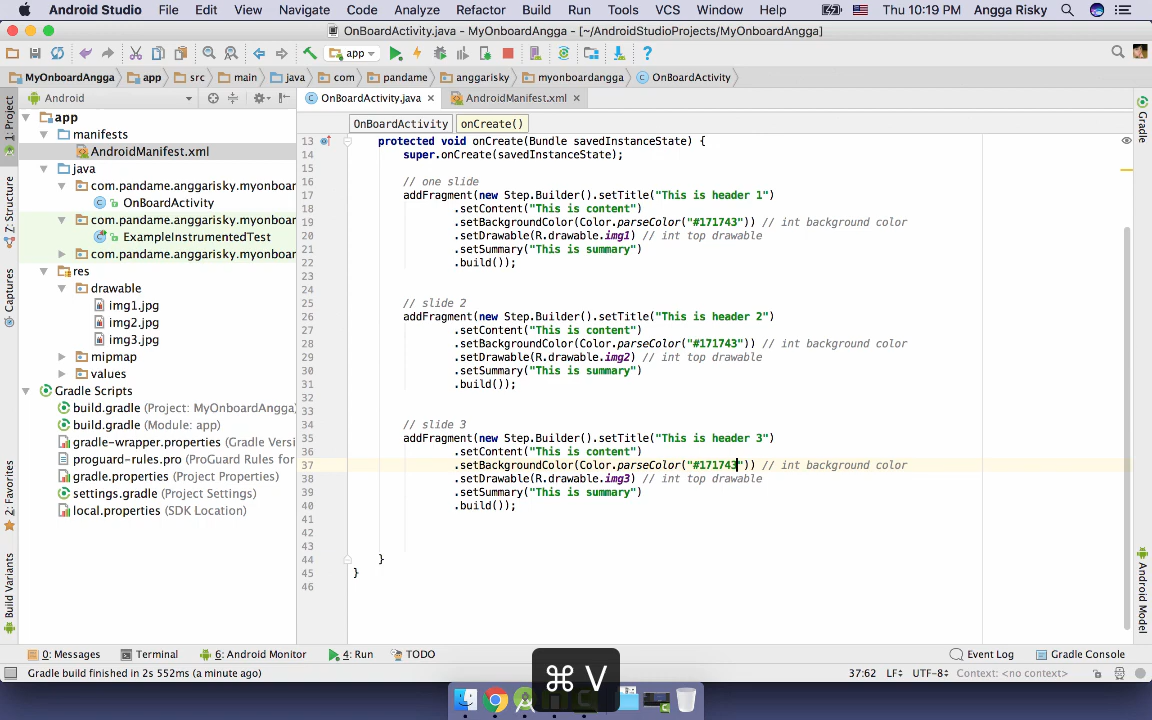 Android Studio File Edit View Navigate Code Analyze Refactor Build Run Tools VCS Window Help Thu 10:19 PM Angga Risky
OnBoardActivity.java - MyOnboardAngga - [~/AndroidStudioProjects/MyOnboardAngga]
app
MyOnboardAngga app src main java com pandame anggarisky myonboardangga OnBoardActivity
Android
OnBoardActivity.java AndroidManifest.xml
OnBoardActivity onCreate()
1: Project
Z: Structure
Captures
2: Favorites
Build Variants
app
manifests
AndroidManifest.xml
java
com.pandame.anggarisky.myonboar
OnBoardActivity
com.pandame.anggarisky.myonboar
ExampleInstrumentedTest
com.pandame.anggarisky.myonboar
res
drawable
img1.jpg
img2.jpg
img3.jpg
mipmap
values
Gradle Scripts
build.gradle (Project: MyOnboardAngga
build.gradle (Module: app)
gradle-wrapper.properties (Gradle Versi
proguard-rules.pro (ProGuard Rules for
gradle.properties (Project Properties)
settings.gradle (Project Settings)
local.properties (SDK Location)
13 protected void onCreate(Bundle savedInstanceState) {
14 super.onCreate(savedInstanceState);
15
16 // one slide
17 addFragment(new Step.Builder().setTitle("This is header 1")
18 .setContent("This is content")
19 .setBackgroundColor(Color.parseColor("#171743")) // int background color
20 .setDrawable(R.drawable.img1) // int top drawable
21 .setSummary("This is summary")
22 .build());
23
24
25 // slide 2
26 addFragment(new Step.Builder().setTitle("This is header 2")
27 .setContent("This is content")
28 .setBackgroundColor(Color.parseColor("#171743")) // int background color
29 .setDrawable(R.drawable.img2) // int top drawable
30 .setSummary("This is summary")
31 .build());
32
33
34 // slide 3
35 addFragment(new Step.Builder().setTitle("This is header 3")
36 .setContent("This is content")
37 .setBackgroundColor(Color.parseColor("#171743")) // int background color
38 .setDrawable(R.drawable.img3) // int top drawable
39 .setSummary("This is summary")
40 .build());
41
42
43
44 }
45 }
46
Gradle
Android Model
0: Messages Terminal 6: Android Monitor 4: Run TODO Event Log Gradle Console
Gradle build finished in 2s 552ms (a minute ago) 37:62 LF÷ UTF-8÷ Context: <no context>
⌘ V